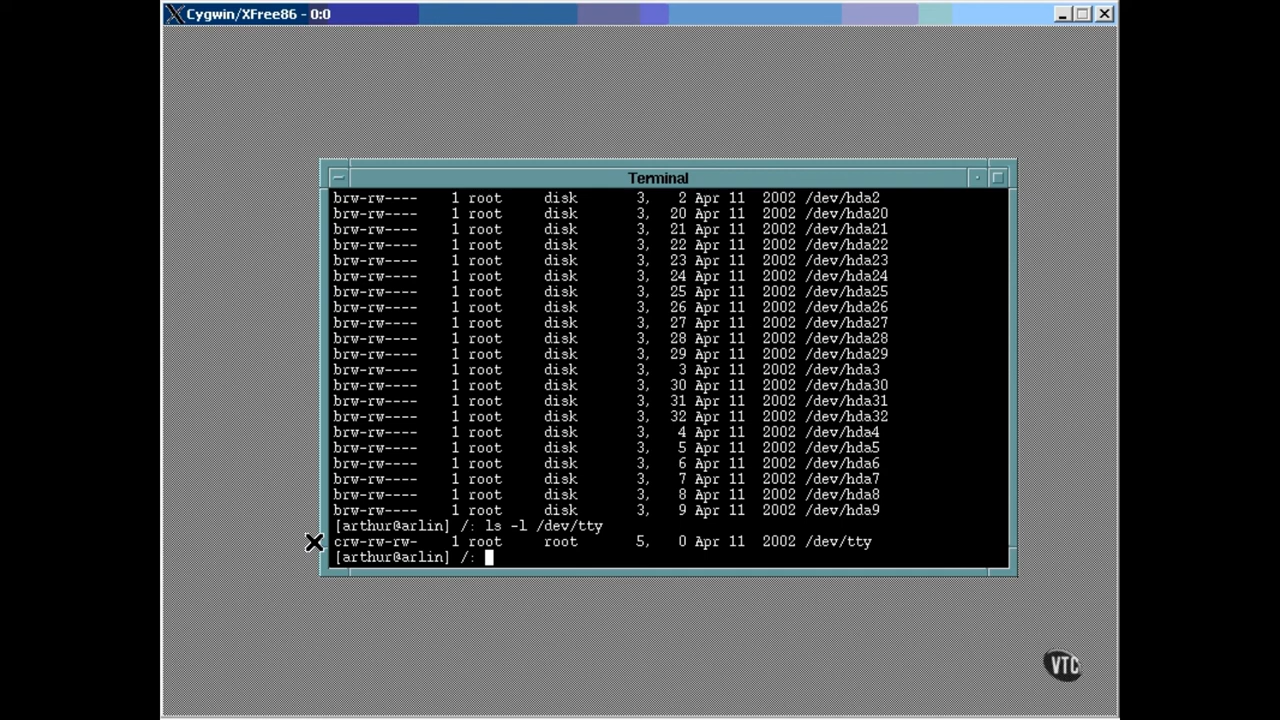 Cygwin/XFree86 - 0:0
Terminal
brw-rw---- 1 root disk 3, 2 Apr 11 2002 /dev/hda2
brw-rw---- 1 root disk 3, 20 Apr 11 2002 /dev/hda20
brw-rw---- 1 root disk 3, 21 Apr 11 2002 /dev/hda21
brw-rw---- 1 root disk 3, 22 Apr 11 2002 /dev/hda22
brw-rw---- 1 root disk 3, 23 Apr 11 2002 /dev/hda23
brw-rw---- 1 root disk 3, 24 Apr 11 2002 /dev/hda24
brw-rw---- 1 root disk 3, 25 Apr 11 2002 /dev/hda25
brw-rw---- 1 root disk 3, 26 Apr 11 2002 /dev/hda26
brw-rw---- 1 root disk 3, 27 Apr 11 2002 /dev/hda27
brw-rw---- 1 root disk 3, 28 Apr 11 2002 /dev/hda28
brw-rw---- 1 root disk 3, 29 Apr 11 2002 /dev/hda29
brw-rw---- 1 root disk 3, 3 Apr 11 2002 /dev/hda3
brw-rw---- 1 root disk 3, 30 Apr 11 2002 /dev/hda30
brw-rw---- 1 root disk 3, 31 Apr 11 2002 /dev/hda31
brw-rw---- 1 root disk 3, 32 Apr 11 2002 /dev/hda32
brw-rw---- 1 root disk 3, 4 Apr 11 2002 /dev/hda4
brw-rw---- 1 root disk 3, 5 Apr 11 2002 /dev/hda5
brw-rw---- 1 root disk 3, 6 Apr 11 2002 /dev/hda6
brw-rw---- 1 root disk 3, 7 Apr 11 2002 /dev/hda7
brw-rw---- 1 root disk 3, 8 Apr 11 2002 /dev/hda8
brw-rw---- 1 root disk 3, 9 Apr 11 2002 /dev/hda9
[arthur@arlin] /: ls -l /dev/tty
crw-rw-rw- 1 root root 5, 0 Apr 11 2002 /dev/tty
[arthur@arlin] /:
VTC